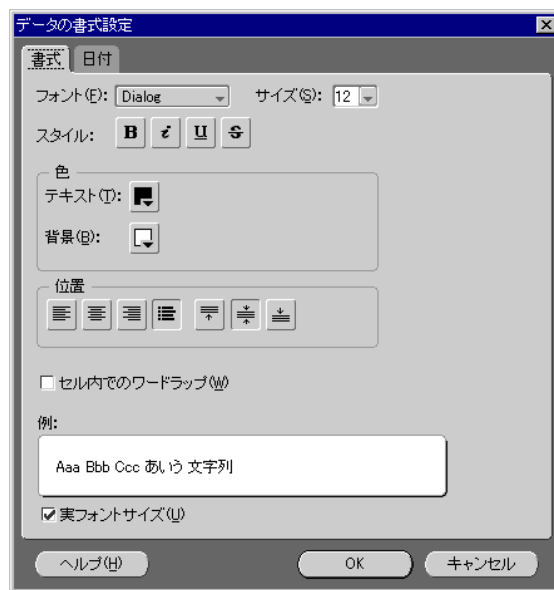 データの書式設定
書式 日付
フォント(F): Dialog サイズ(S): 12
スタイル: B i U S
色
テキスト(T):
背景(B):
位置
セル内でのワードラップ(W)
例:
Aaa Bbb Ccc あいう 文字列
実フォントサイズ(U)
ヘルプ(H) OK キャンセル